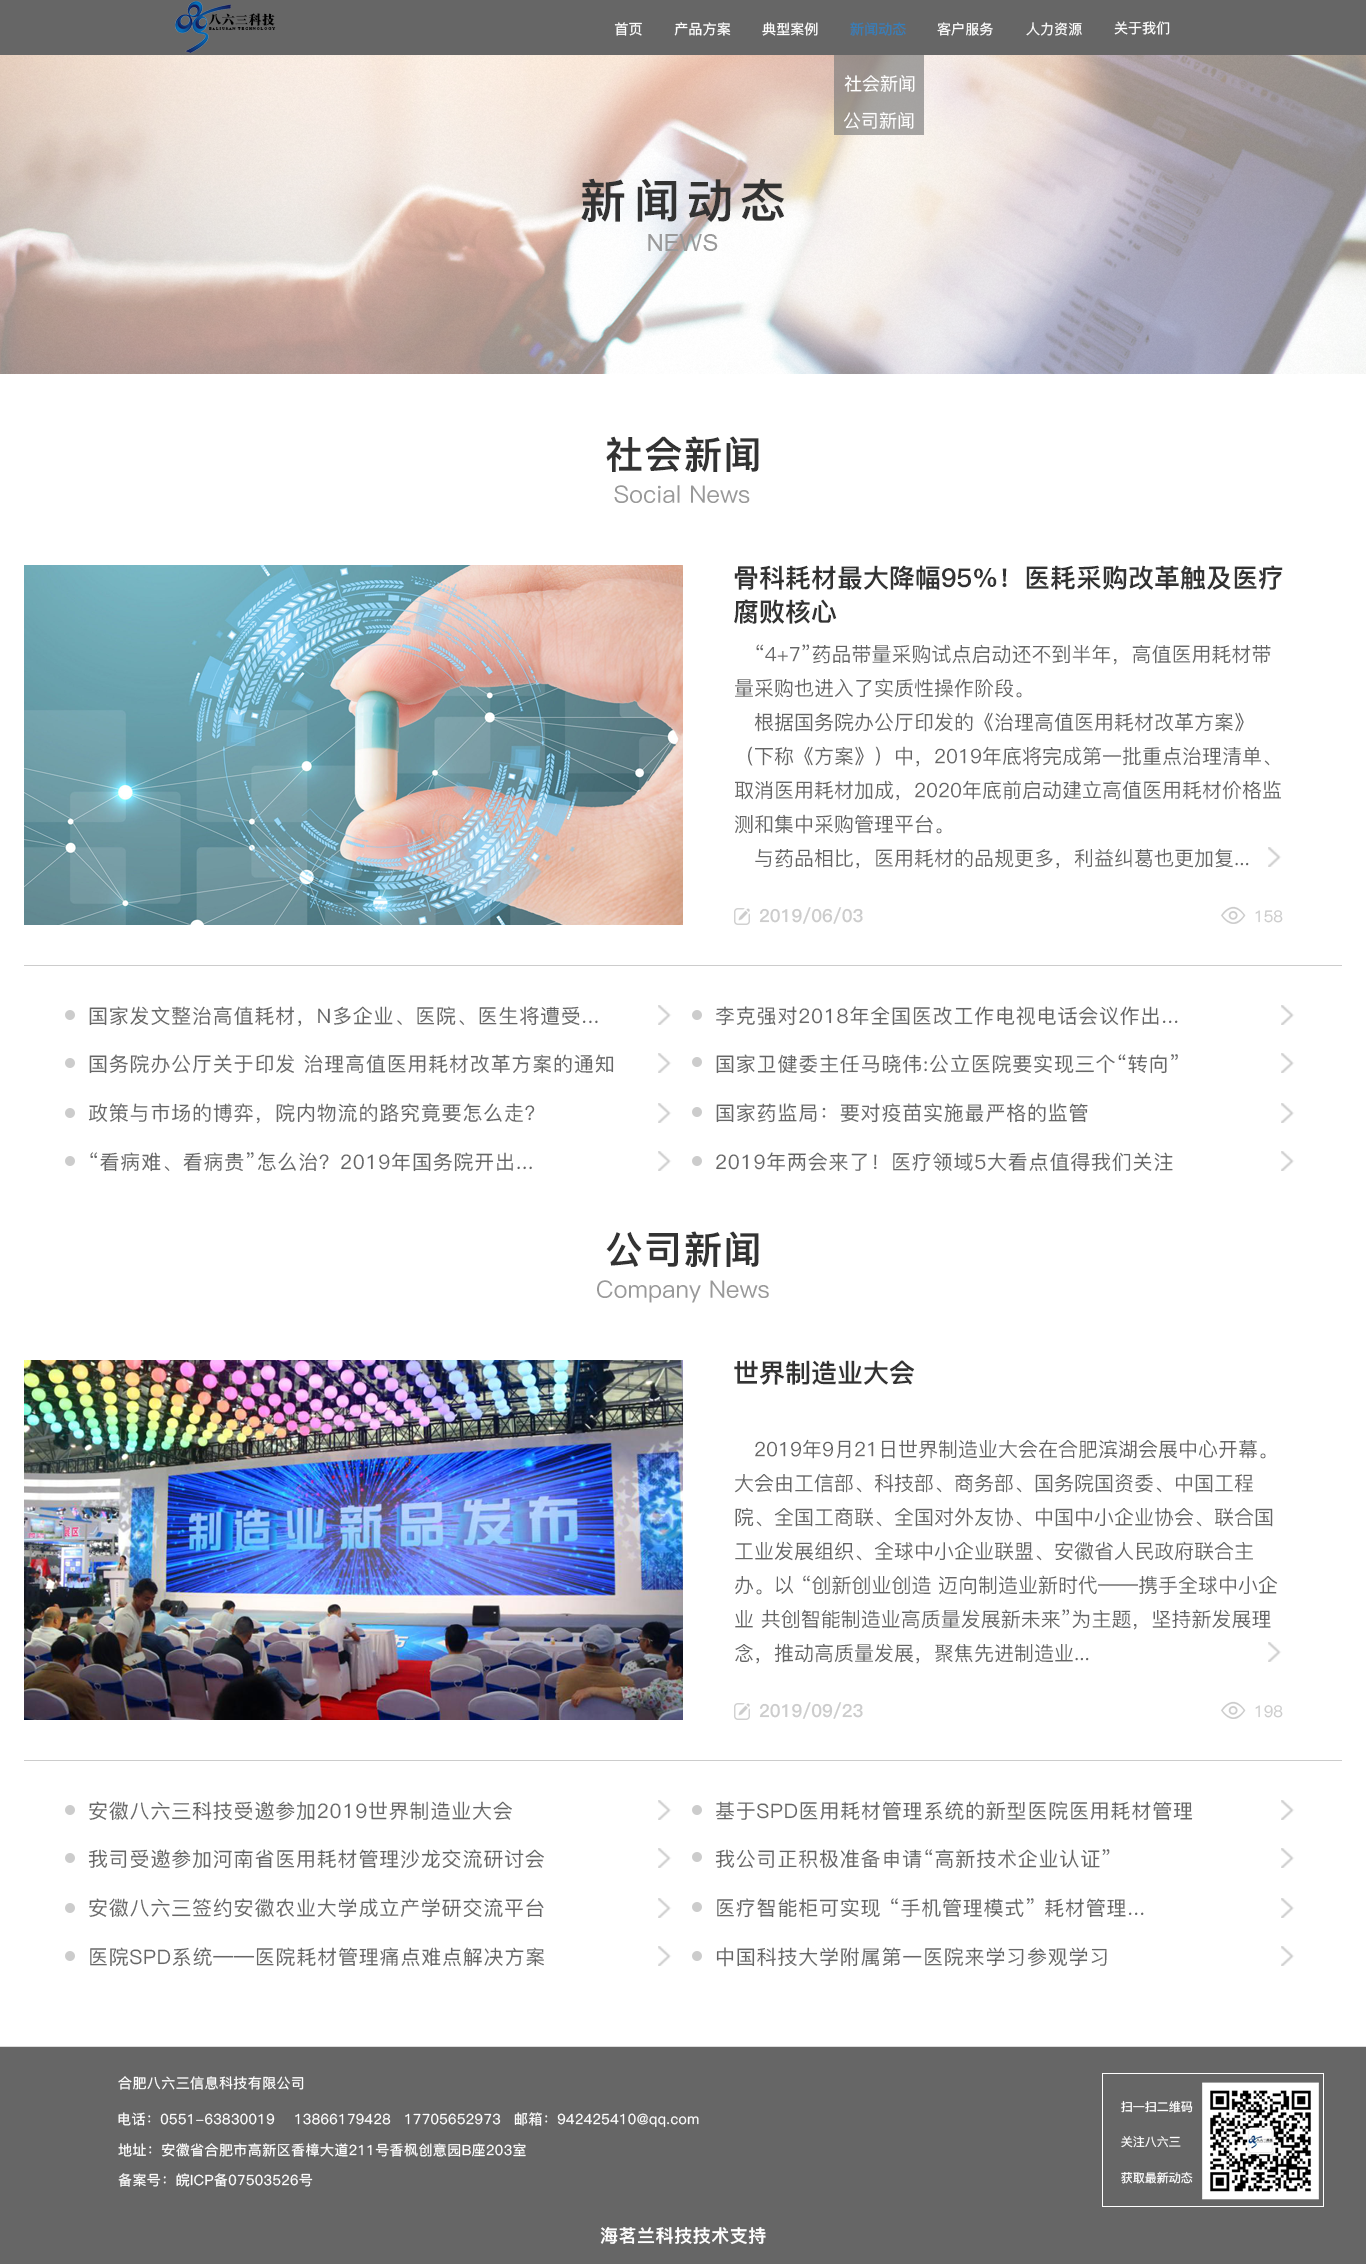 八六三科技
BALIUSAN TECHNOLOGY
首页 产品方案 典型案例 新闻动态 客户服务 人力资源 关于我们
社会新闻
公司新闻
新闻动态
NEWS
社会新闻
Social News
骨科耗材最大降幅95%！医耗采购改革触及医疗
腐败核心
“4+7”药品带量采购试点启动还不到半年，高值医用耗材带
量采购也进入了实质性操作阶段。
根据国务院办公厅印发的《治理高值医用耗材改革方案》
（下称《方案》）中，2019年底将完成第一批重点治理清单、
取消医用耗材加成，2020年底前启动建立高值医用耗材价格监
测和集中采购管理平台。
与药品相比，医用耗材的品规更多，利益纠葛也更加复...
2019/06/03 158
国家发文整治高值耗材，N多企业、医院、医生将遭受... 李克强对2018年全国医改工作电视电话会议作出...
国务院办公厅关于印发 治理高值医用耗材改革方案的通知 国家卫健委主任马晓伟:公立医院要实现三个“转向”
政策与市场的博弈，院内物流的路究竟要怎么走？ 国家药监局：要对疫苗实施最严格的监管
“看病难、看病贵”怎么治？2019年国务院开出... 2019年两会来了！医疗领域5大看点值得我们关注
公司新闻
Company News
制造业新品发布
世界制造业大会
2019年9月21日世界制造业大会在合肥滨湖会展中心开幕。
大会由工信部、科技部、商务部、国务院国资委、中国工程
院、全国工商联、全国对外友协、中国中小企业协会、联合国
工业发展组织、全球中小企业联盟、安徽省人民政府联合主
办。以 “创新创业创造 迈向制造业新时代——携手全球中小企
业 共创智能制造业高质量发展新未来”为主题，坚持新发展理
念，推动高质量发展，聚焦先进制造业...
2019/09/23 198
安徽八六三科技受邀参加2019世界制造业大会 基于SPD医用耗材管理系统的新型医院医用耗材管理
我司受邀参加河南省医用耗材管理沙龙交流研讨会 我公司正积极准备申请“高新技术企业认证”
安徽八六三签约安徽农业大学成立产学研交流平台 医疗智能柜可实现 “手机管理模式” 耗材管理...
医院SPD系统——医院耗材管理痛点难点解决方案 中国科技大学附属第一医院来学习参观学习
合肥八六三信息科技有限公司
电话：0551-63830019 13866179428 17705652973 邮箱：942425410@qq.com
地址：安徽省合肥市高新区香樟大道211号香枫创意园B座203室
备案号：皖ICP备07503526号
扫一扫二维码
关注八六三
获取最新动态
海茗兰科技技术支持